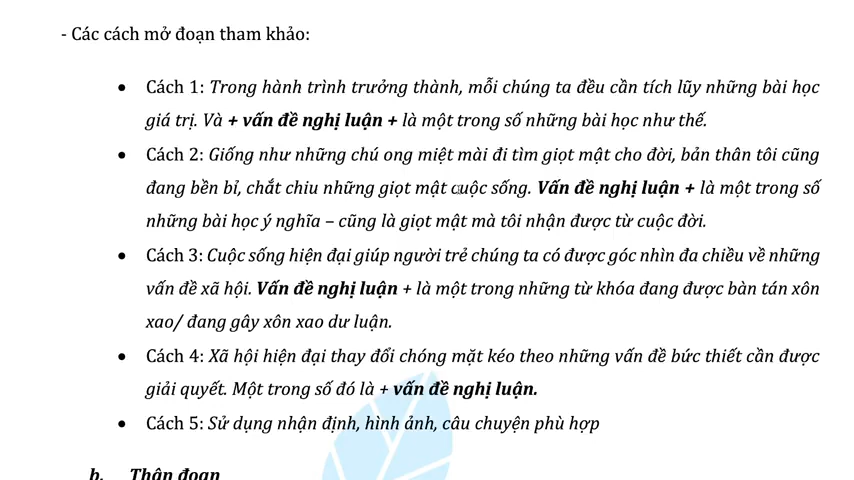 - Các cách mở đoạn tham khảo:
• Cách 1: Trong hành trình trưởng thành, mỗi chúng ta đều cần tích lũy những bài học
giá trị. Và + vấn đề nghị luận + là một trong số những bài học như thế.
• Cách 2: Giống như những chú ong miệt mài đi tìm giọt mật cho đời, bản thân tôi cũng
đang bền bỉ, chắt chiu những giọt mật cuộc sống. Vấn đề nghị luận + là một trong số
những bài học ý nghĩa – cũng là giọt mật mà tôi nhận được từ cuộc đời.
• Cách 3: Cuộc sống hiện đại giúp người trẻ chúng ta có được góc nhìn đa chiều về những
vấn đề xã hội. Vấn đề nghị luận + là một trong những từ khóa đang được bàn tán xôn
xao/ đang gây xôn xao dư luận.
• Cách 4: Xã hội hiện đại thay đổi chóng mặt kéo theo những vấn đề bức thiết cần được
giải quyết. Một trong số đó là + vấn đề nghị luận.
• Cách 5: Sử dụng nhận định, hình ảnh, câu chuyện phù hợp
b. Thân đoạn